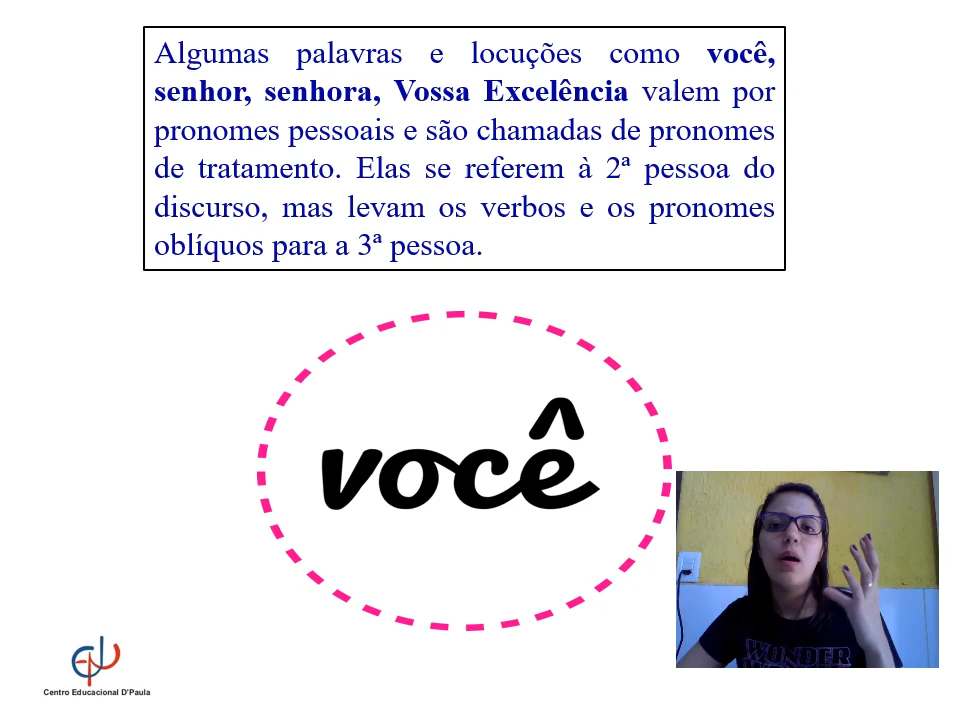 Algumas palavras e locuções como você,
senhor, senhora, Vossa Excelência valem por
pronomes pessoais e são chamadas de pronomes
de tratamento. Elas se referem à 2ª pessoa do
discurso, mas levam os verbos e os pronomes
oblíquos para a 3ª pessoa.
você
WONDER
Centro Educacional D'Paula